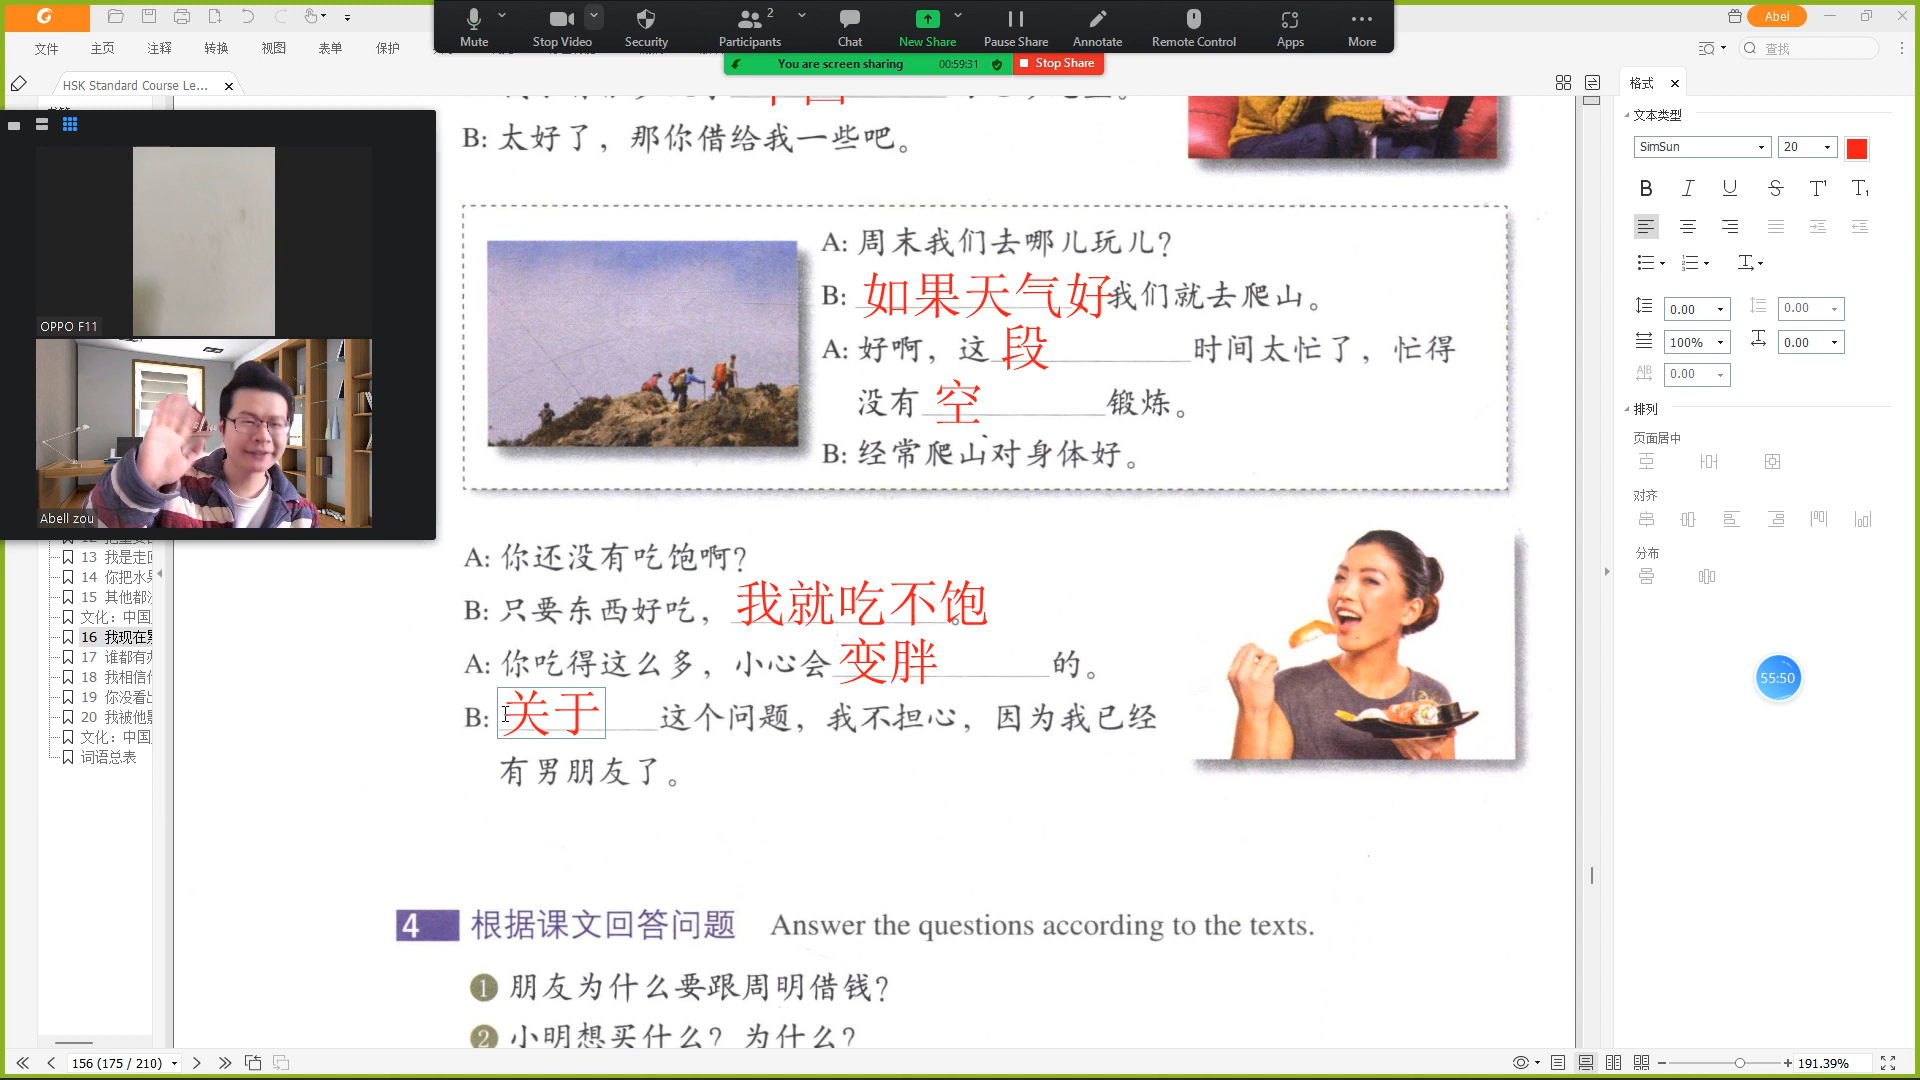 Abel
文件 主页 注释 转换 视图 表单 保护
Mute Stop Video Security Participants 2 Chat New Share Pause Share Annotate Remote Control Apps More
You are screen sharing 00:59:31 Stop Share
查找
HSK Standard Course Le...
OPPO F11
Abell zou
13 我是走
14 你把水
15 其他都
文化：中国
16 我现在
17 谁都有
18 我相信
19 你没看
20 我被他
文化：中国
词语总表
B: 太好了，那你借给我一些吧。
A: 周末我们去哪儿玩儿？
B: 如果天气好我们就去爬山。
A: 好啊，这段时间太忙了，忙得
没有空锻炼。
B: 经常爬山对身体好。
A: 你还没有吃饱啊？
B: 只要东西好吃，我就吃不饱。
A: 你吃得这么多，小心会变胖的。
B: 关于这个问题，我不担心，因为我已经
有男朋友了。
4 根据课文回答问题 Answer the questions according to the texts.
1 朋友为什么要跟周明借钱？
2 小明想买什么？为什么？
格式
文本类型
SimSun 20
0.00 0.00
100% 0.00
0.00
排列
页面居中
对齐
分布
55:50
156 (175 / 210)
191.39%